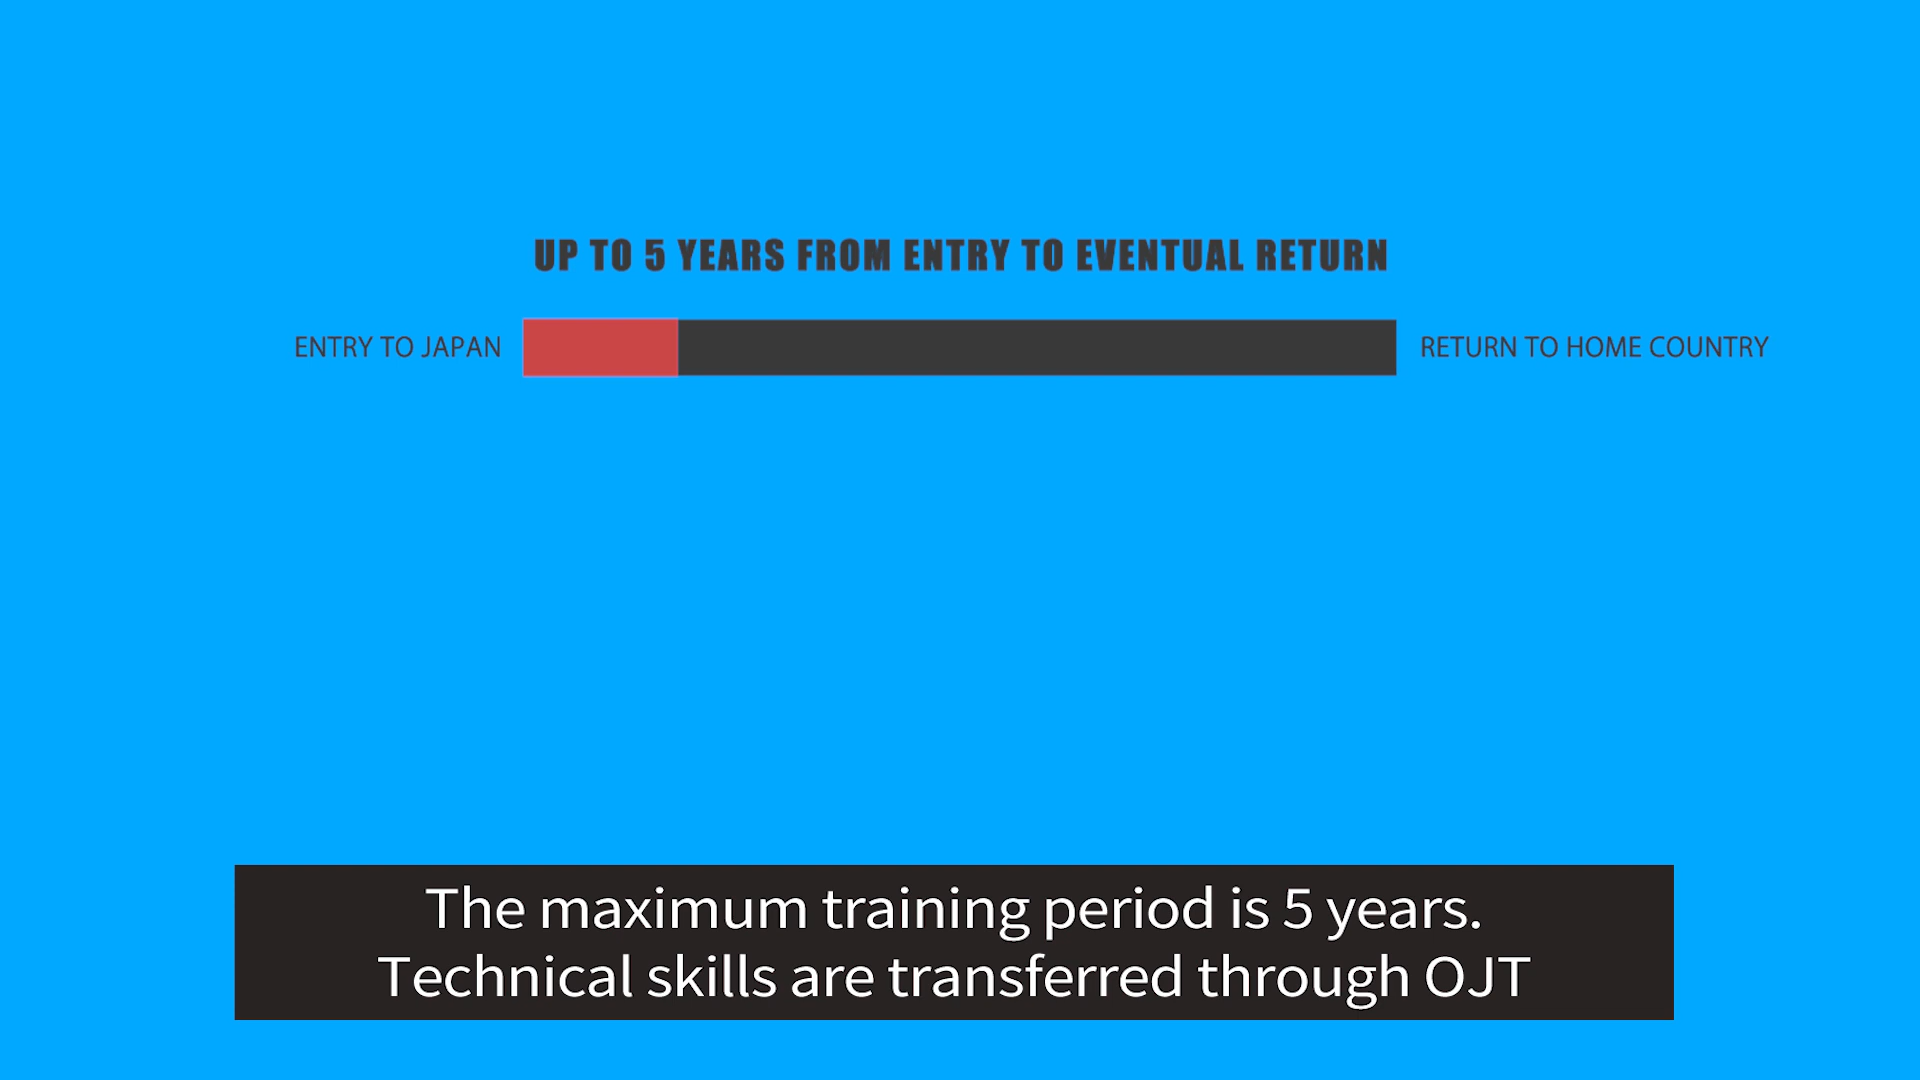 UP TO 5 YEARS FROM ENTRY TO EVENTUAL RETURN
ENTRY TO JAPAN
RETURN TO HOME COUNTRY
The maximum training period is 5 years.
Technical skills are transferred through OJT